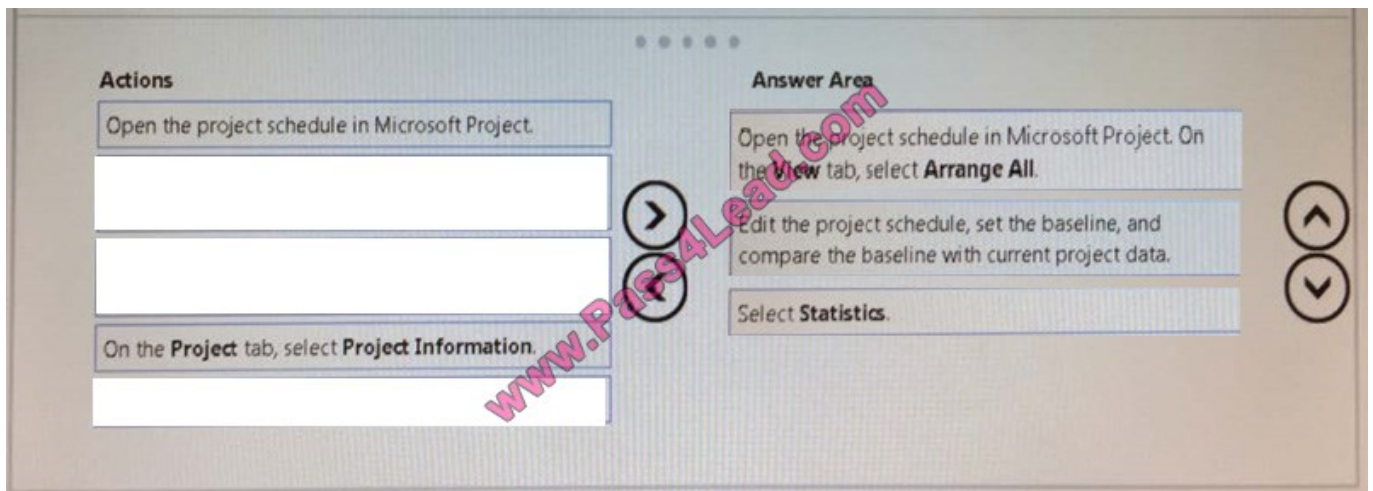 Actions
Open the project schedule in Microsoft Project.
On the Project tab, select Project Information.
Answer Area
Open the project schedule in Microsoft Project. On
the View tab, select Arrange All.
Edit the project schedule, set the baseline, and
compare the baseline with current project data.
Select Statistics.
www.Pass4Lead.com